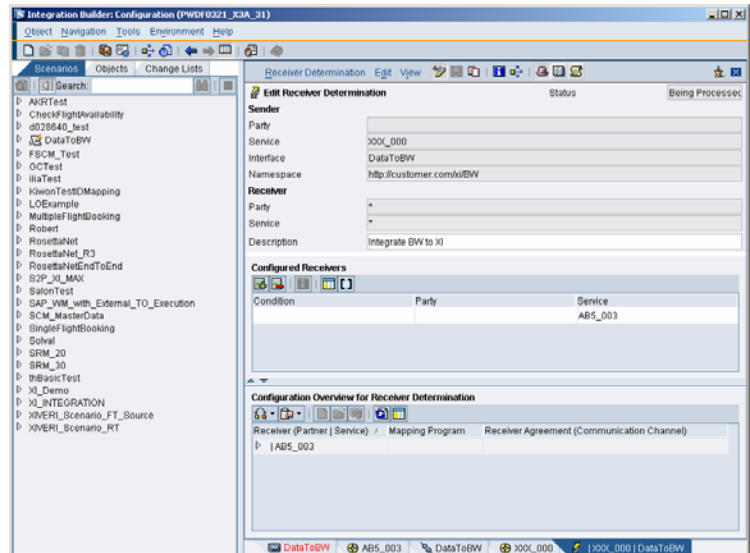 Integration Builder: Configuration (PWDF0321_X3A_31)
Object Navigation Tools Environment Help
Scenarios Objects Change Lists
Search:
AKRTest
CheckFlightAvailability
d028640_test
DataToBW
FSCM_Test
GCTest
iliaTest
KiwonTestIDMapping
LOExample
MultipleFlightBooking
Robert
RosettaNet
RosettaNet_R3
RosettaNetEndToEnd
S2P_XI_MAX
SalonTest
SAP_WM_with_External_TO_Execution
SCM_MasterData
SingleFlightBooking
Solval
SRM_20
SRM_30
thBasicTest
XI_Demo
XI_INTEGRATION
XIVERI_Scenario_FT_Source
XIVERI_Scenario_RT
Receiver Determination Edit View
Edit Receiver Determination Status Being Processed
Sender
Party
Service XXX_000
Interface DataToBW
Namespace http://customer.com/xi/BW
Receiver
Party *
Service *
Description Integrate BW to XI
Configured Receivers
Condition Party Service
AB5_003
Configuration Overview for Receiver Determination
Receiver (Partner | Service) Mapping Program Receiver Agreement (Communication Channel)
| AB5_003
DataToBW AB5_003 DataToBW XXX_000 | XXX_000 | DataToBW